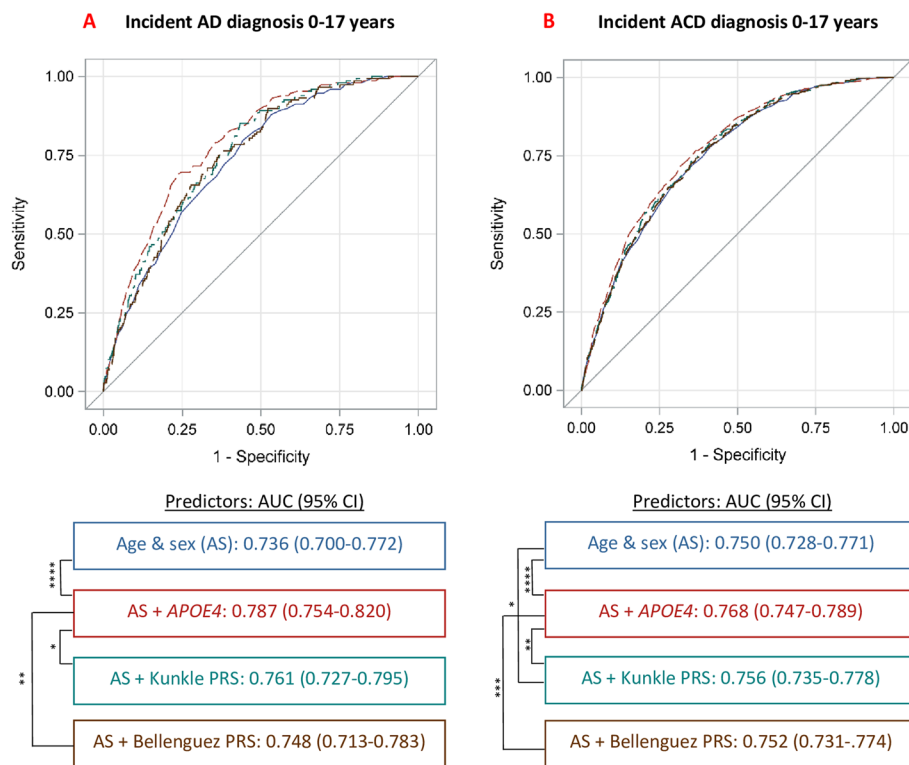 A Incident AD diagnosis 0-17 years
1.00
0.75
0.50
0.25
0.00
Sensitivity
0.00 0.25 0.50 0.75 1.00
1 - Specificity
Predictors: AUC (95% CI)
Age & sex (AS): 0.736 (0.700-0.772)
AS + APOE4: 0.787 (0.754-0.820)
AS + Kunkle PRS: 0.761 (0.727-0.795)
AS + Bellenguez PRS: 0.748 (0.713-0.783)
****
*
**
B Incident ACD diagnosis 0-17 years
1.00
0.75
0.50
0.25
0.00
Sensitivity
0.00 0.25 0.50 0.75 1.00
1 - Specificity
Predictors: AUC (95% CI)
Age & sex (AS): 0.750 (0.728-0.771)
AS + APOE4: 0.768 (0.747-0.789)
AS + Kunkle PRS: 0.756 (0.735-0.778)
AS + Bellenguez PRS: 0.752 (0.731-.774)
****
*
**
***